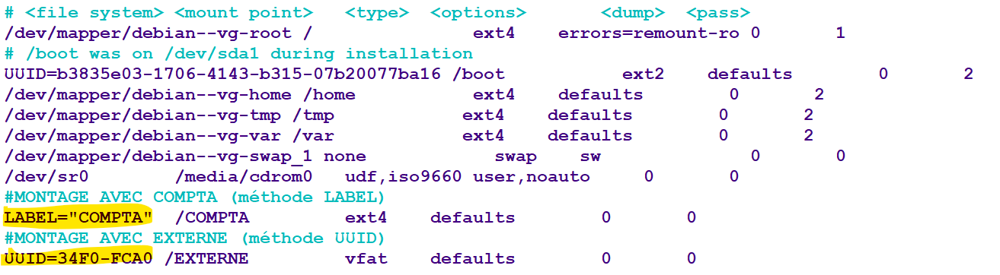 # <file system> <mount point>   <type>  <options>       <dump>  <pass>
/dev/mapper/debian--vg-root /               ext4    errors=remount-ro 0       1
# /boot was on /dev/sda1 during installation
UUID=b3835e03-1706-4143-b315-07b20077ba16 /boot           ext2    defaults        0       2
/dev/mapper/debian--vg-home /home           ext4    defaults        0       2
/dev/mapper/debian--vg-tmp /tmp            ext4    defaults        0       2
/dev/mapper/debian--vg-var /var            ext4    defaults        0       2
/dev/mapper/debian--vg-swap_1 none            swap    sw              0       0
/dev/sr0        /media/cdrom0   udf,iso9660 user,noauto     0       0
#MONTAGE AVEC COMPTA (méthode LABEL)
LABEL="COMPTA"  /COMPTA         ext4    defaults        0       0
#MONTAGE AVEC EXTERNE (méthode UUID)
UUID=34F0-FCA0 /EXTERNE         vfat    defaults        0       0